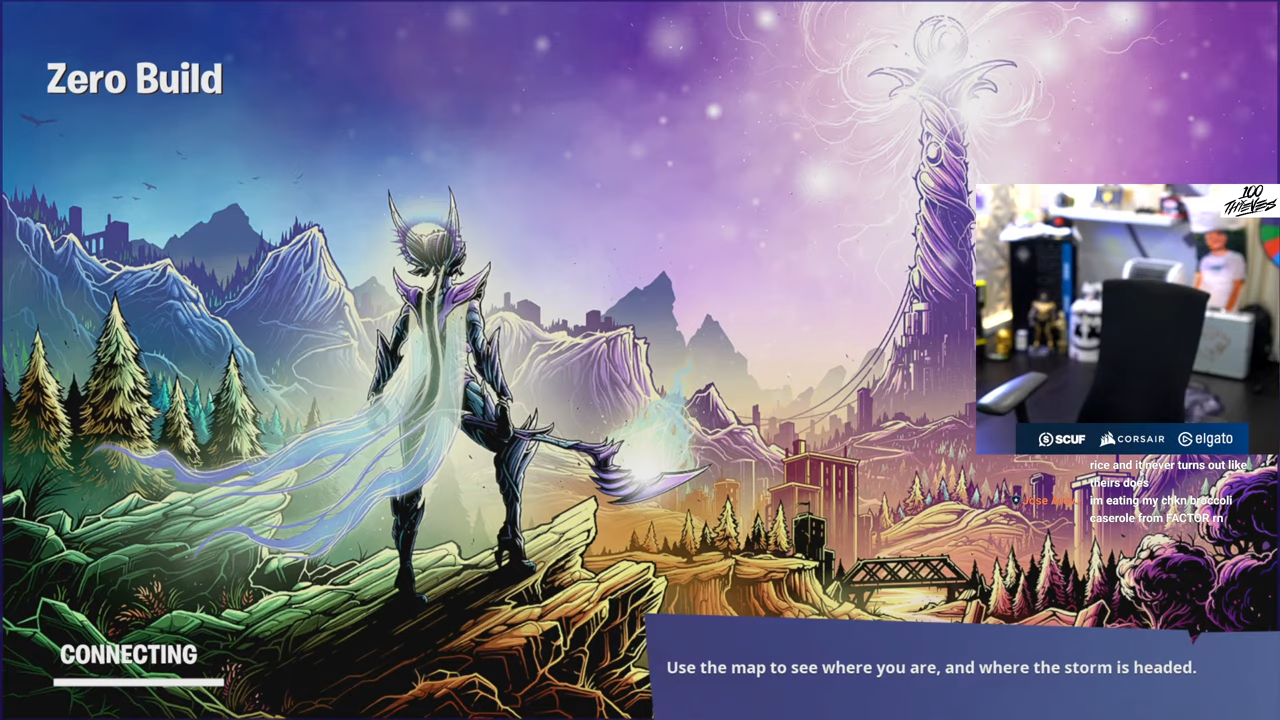 Zero Build
100
THIEVES
SCUF
CORSAIR
elgato
rice and it never turns out like
theirs does
im eating my chkn broccoli
caserole from FACTOR rn
CONNECTING
Use the map to see where you are, and where the storm is headed.